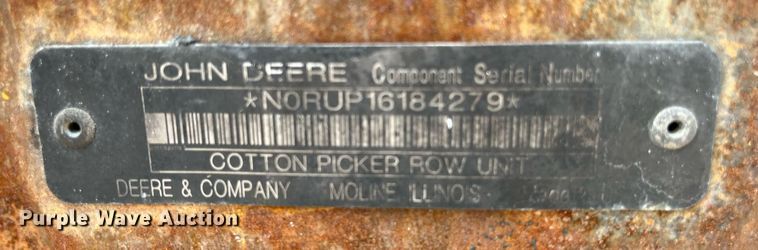 JOHN DEERE Component Serial Number
*N0RUP16184279*
COTTON PICKER ROW UNIT
DEERE & COMPANY MOLINE ILLINOIS
Purple Wave Auction